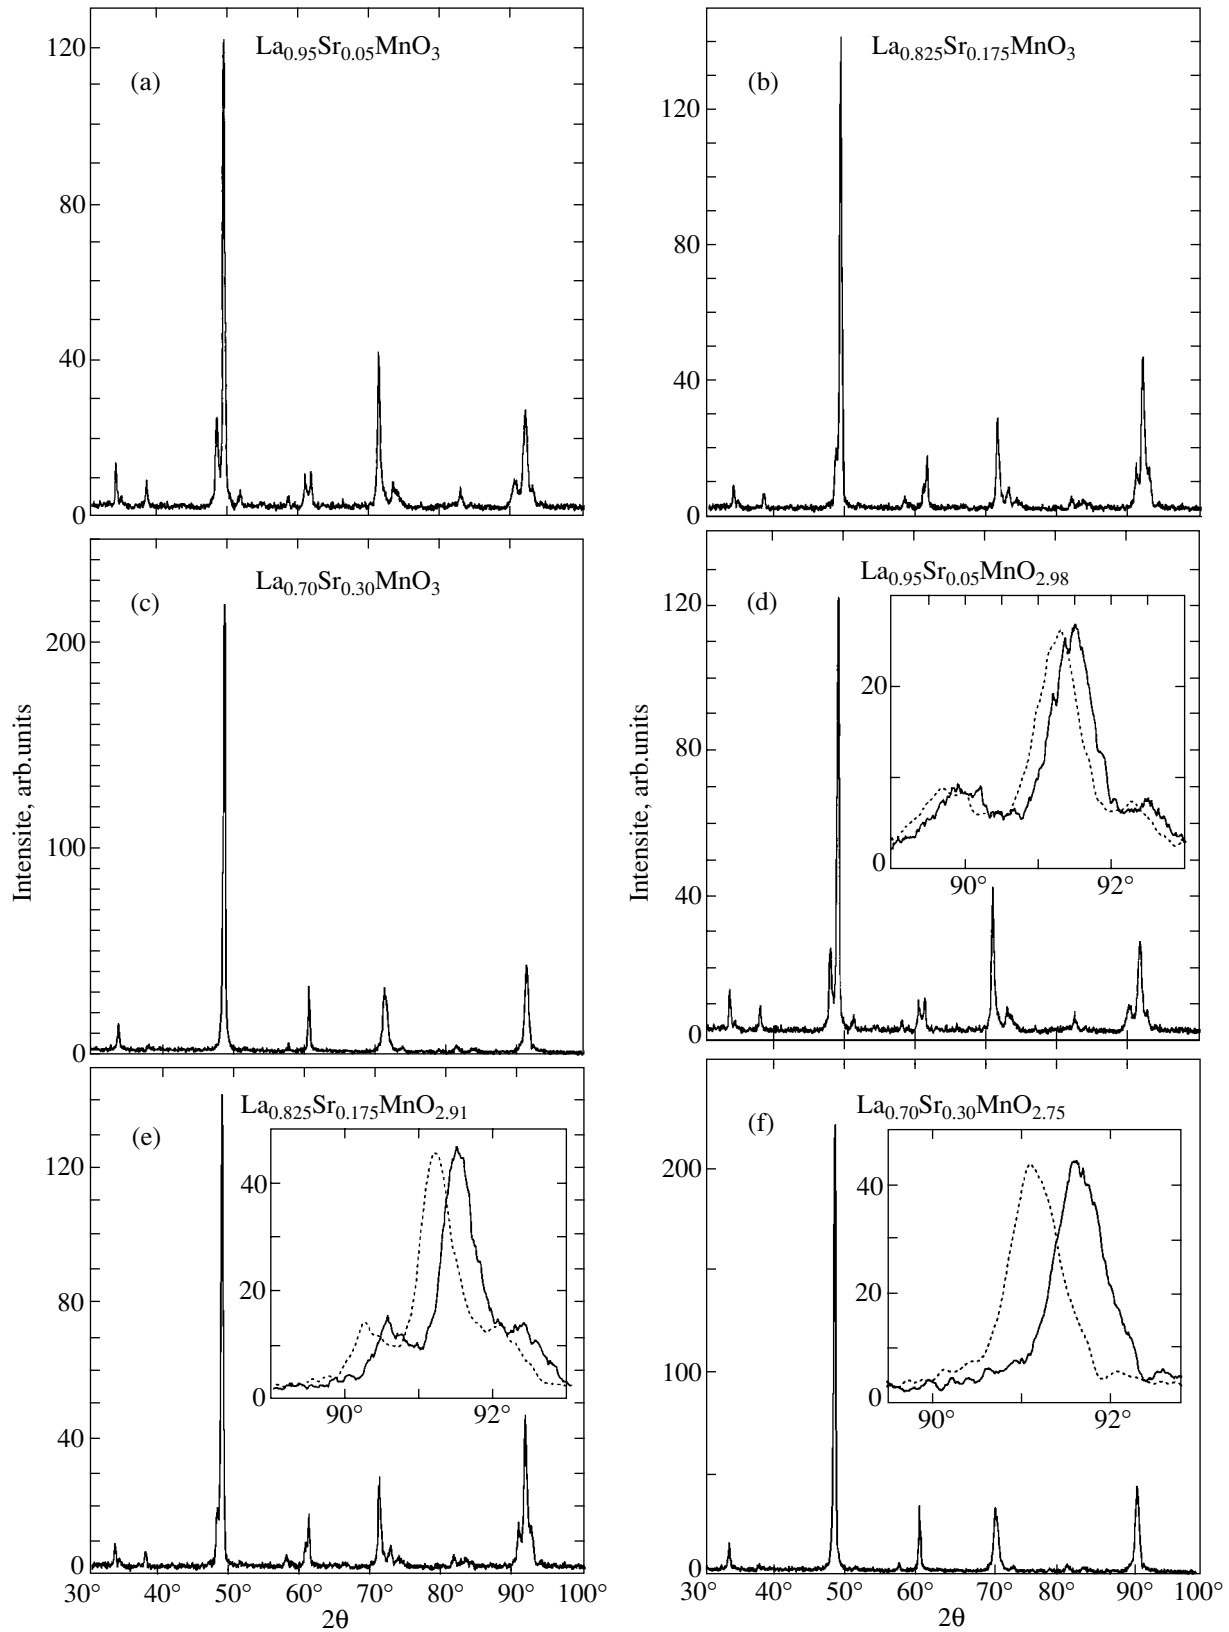 La0.95Sr0.05MnO3
(a)
120
80
40
0
La0.825Sr0.175MnO3
(b)
120
80
40
0
La0.70Sr0.30MnO3
(c)
200
100
0
Intensite, arb.units
La0.95Sr0.05MnO2.98
(d)
120
80
40
0
20
0
90°
92°
Intensite, arb.units
La0.825Sr0.175MnO2.91
(e)
120
80
40
0
40
20
0
90°
92°
30° 40° 50° 60° 70° 80° 90° 100°
2θ
La0.70Sr0.30MnO2.75
(f)
200
100
0
40
20
0
90°
92°
30° 40° 50° 60° 70° 80° 90° 100°
2θ